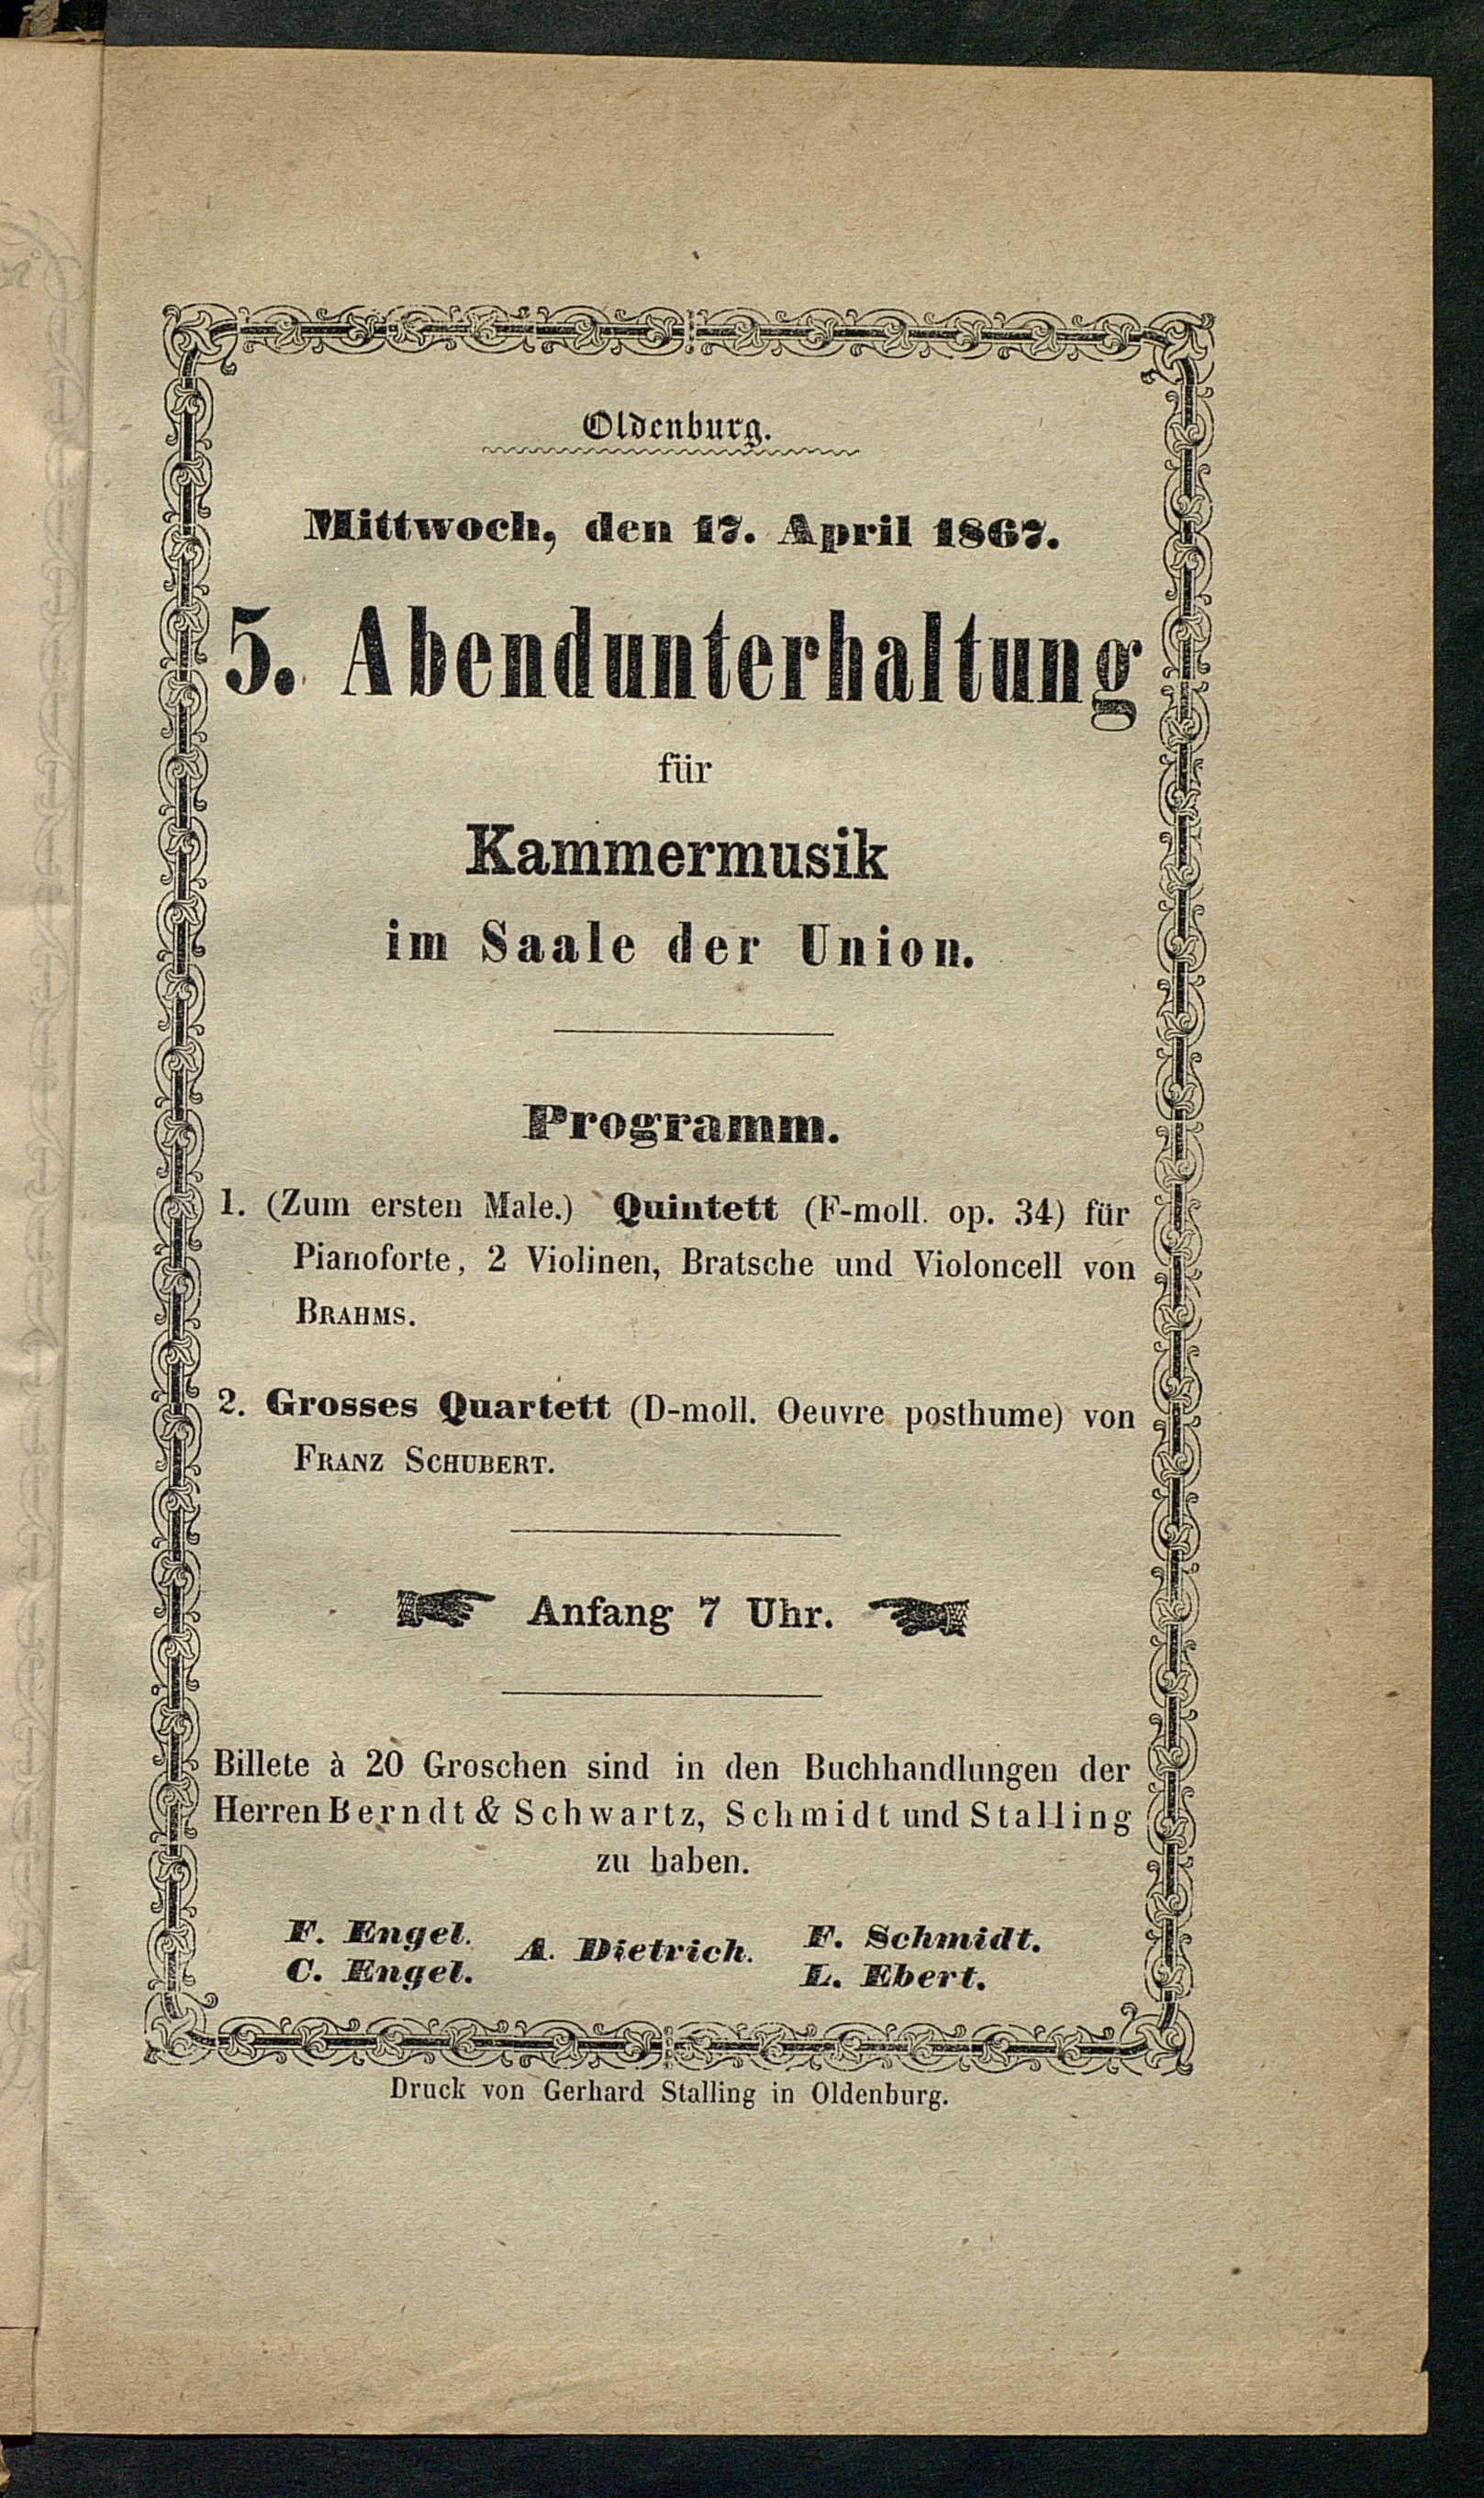 Oldenburg.
Mittwoch, den 17. April 1867.
5. Abendunterhaltung
für
Kammermusik
im Saale der Union.
Programm.
1. (Zum ersten Male.) Quintett (F-moll. op. 34) für
Pianoforte, 2 Violinen, Bratsche und Violoncell von
BRAHMS.
2. Grosses Quartett (D-moll. Oeuvre posthume) von
FRANZ SCHUBERT.
Anfang 7 Uhr.
Billete à 20 Groschen sind in den Buchhandlungen der
Herren Berndt & Schwartz, Schmidt und Stalling
zu haben.
F. Engel. A. Dietrich. F. Schmidt.
C. Engel. L. Ebert.
Druck von Gerhard Stalling in Oldenburg.